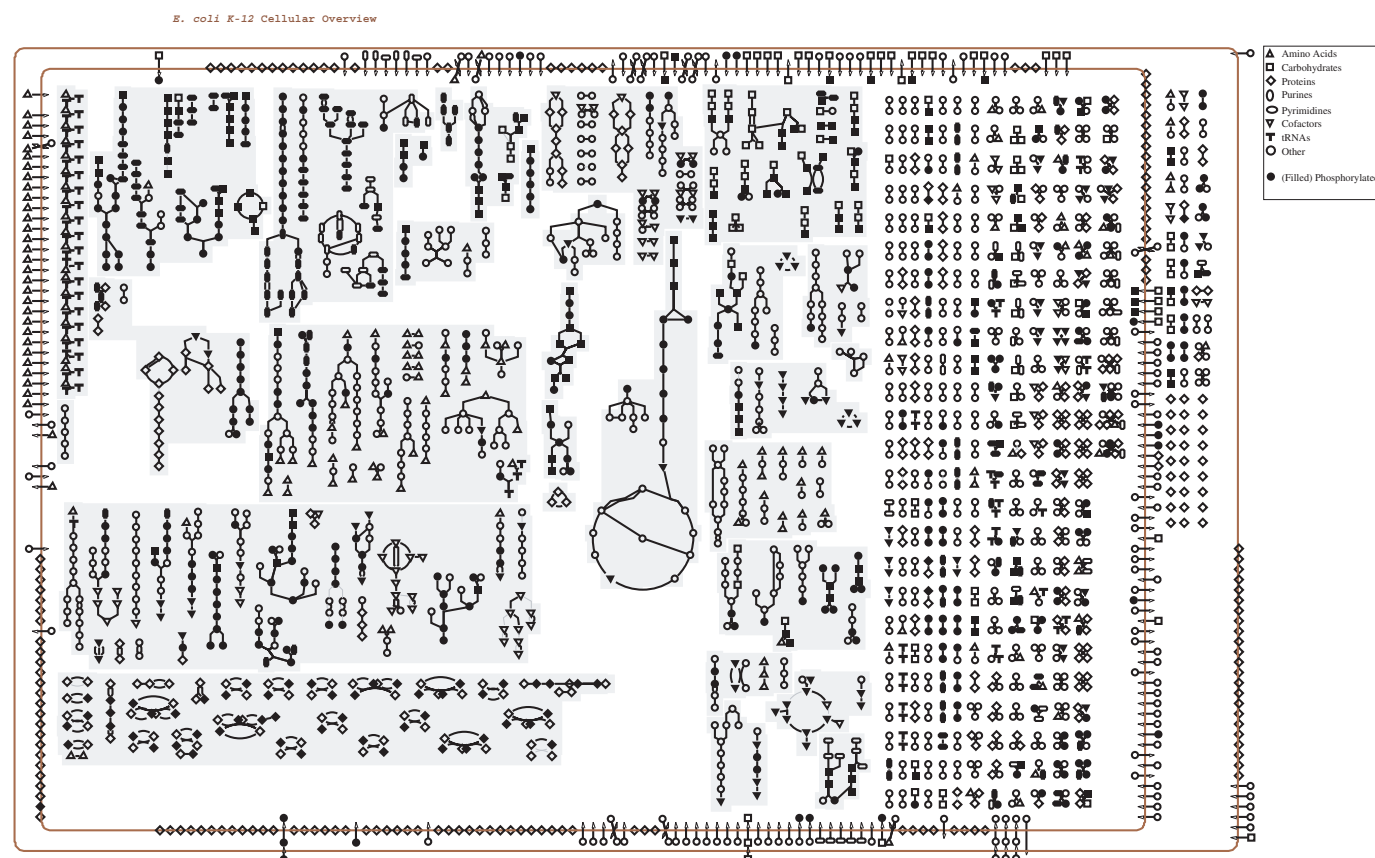 E. coli K-12 Cellular Overview
Amino Acids
Carbohydrates
Proteins
Purines
Pyrimidines
Cofactors
tRNAs
Other
(Filled) Phosphorylated